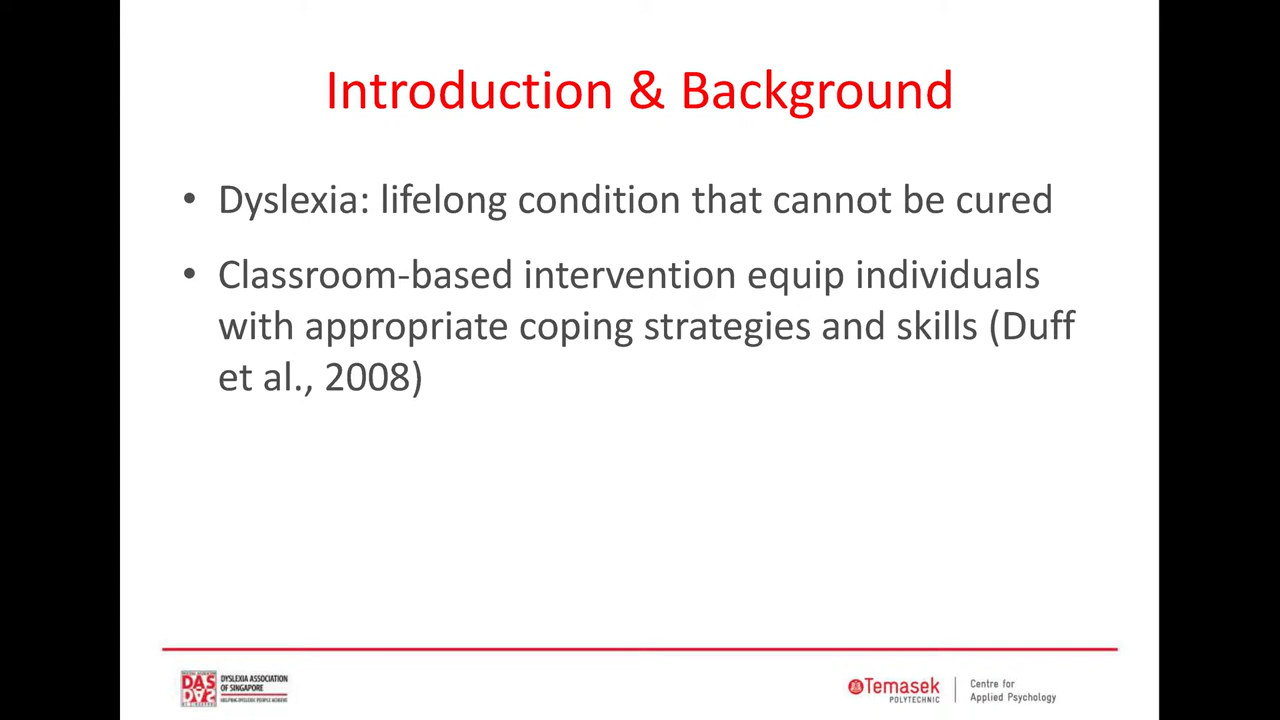 Introduction & Background
• Dyslexia: lifelong condition that cannot be cured
• Classroom-based intervention equip individuals
with appropriate coping strategies and skills (Duff
et al., 2008)
DAS
DYSLEXIA ASSOCIATION
OF SINGAPORE
HELPING DYSLEXIC PEOPLE ACHIEVE
Temasek
POLYTECHNIC
Centre for
Applied Psychology